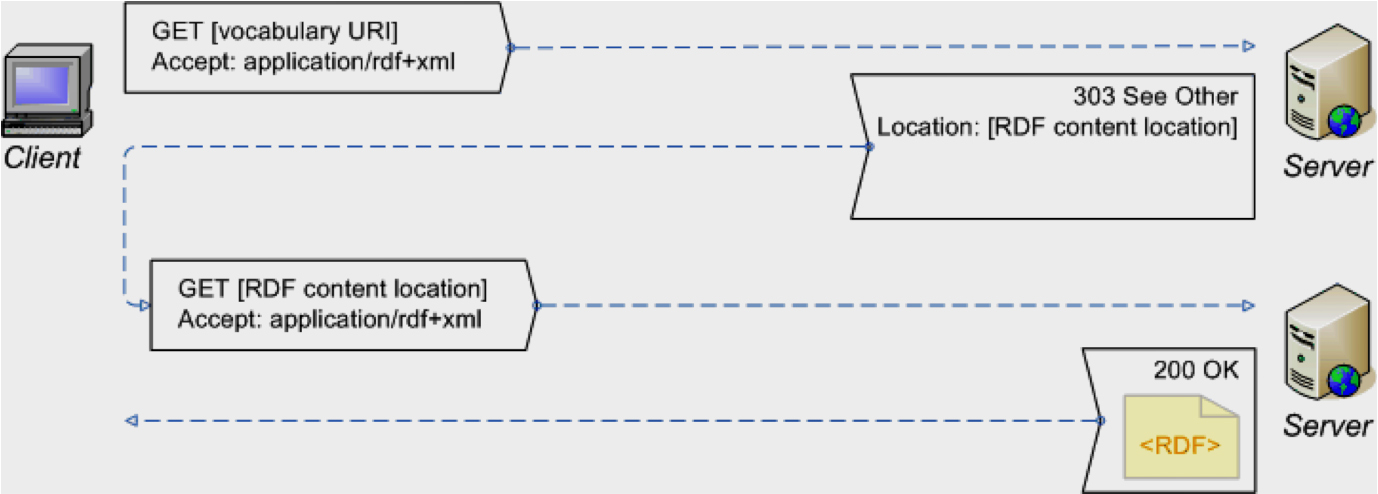 GET [vocabulary URI]
Accept: application/rdf+xml
Client
303 See Other
Location: [RDF content location]
Server
GET [RDF content location]
Accept: application/rdf+xml
200 OK
<RDF>
Server